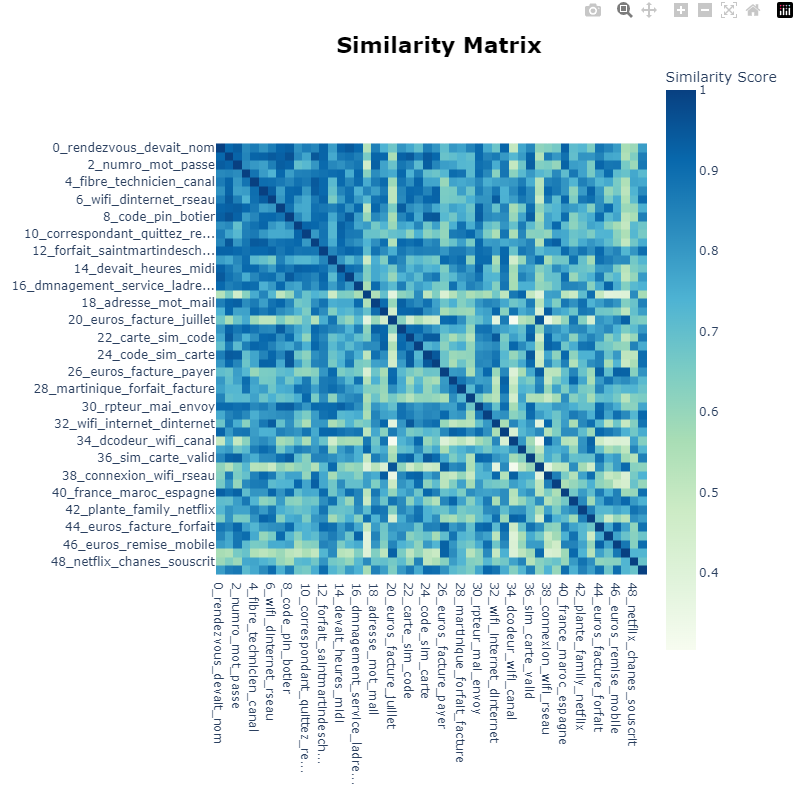 Similarity Matrix
Similarity Score
1
0.9
0.8
0.7
0.6
0.5
0.4
0_rendezvous_devait_nom
2_numro_mot_passe
4_fibre_technicien_canal
6_wifi_dinternet_rseau
8_code_pin_botier
10_correspondant_quittez_re...
12_forfait_saintmartindesch...
14_devait_heures_midi
16_dmnagement_service_ladre...
18_adresse_mot_mail
20_euros_facture_juillet
22_carte_sim_code
24_code_sim_carte
26_euros_facture_payer
28_martinique_forfait_facture
30_rpteur_mai_envoy
32_wifi_internet_dinternet
34_dcodeur_wifi_canal
36_sim_carte_valid
38_connexion_wifi_rseau
40_france_maroc_espagne
42_plante_family_netflix
44_euros_facture_forfait
46_euros_remise_mobile
48_netflix_chanes_souscrit
0_rendezvous_devait_nom
2_numro_mot_passe
4_fibre_technicien_canal
6_wifi_dinternet_rseau
8_code_pin_botier
10_correspondant_quittez_re...
12_forfait_saintmartindesch...
14_devait_heures_midi
16_dmnagement_service_ladre...
18_adresse_mot_mail
20_euros_facture_juillet
22_carte_sim_code
24_code_sim_carte
26_euros_facture_payer
28_martinique_forfait_facture
30_rpteur_mai_envoy
32_wifi_internet_dinternet
34_dcodeur_wifi_canal
36_sim_carte_valid
38_connexion_wifi_rseau
40_france_maroc_espagne
42_plante_family_netflix
44_euros_facture_forfait
46_euros_remise_mobile
48_netflix_chanes_souscrit